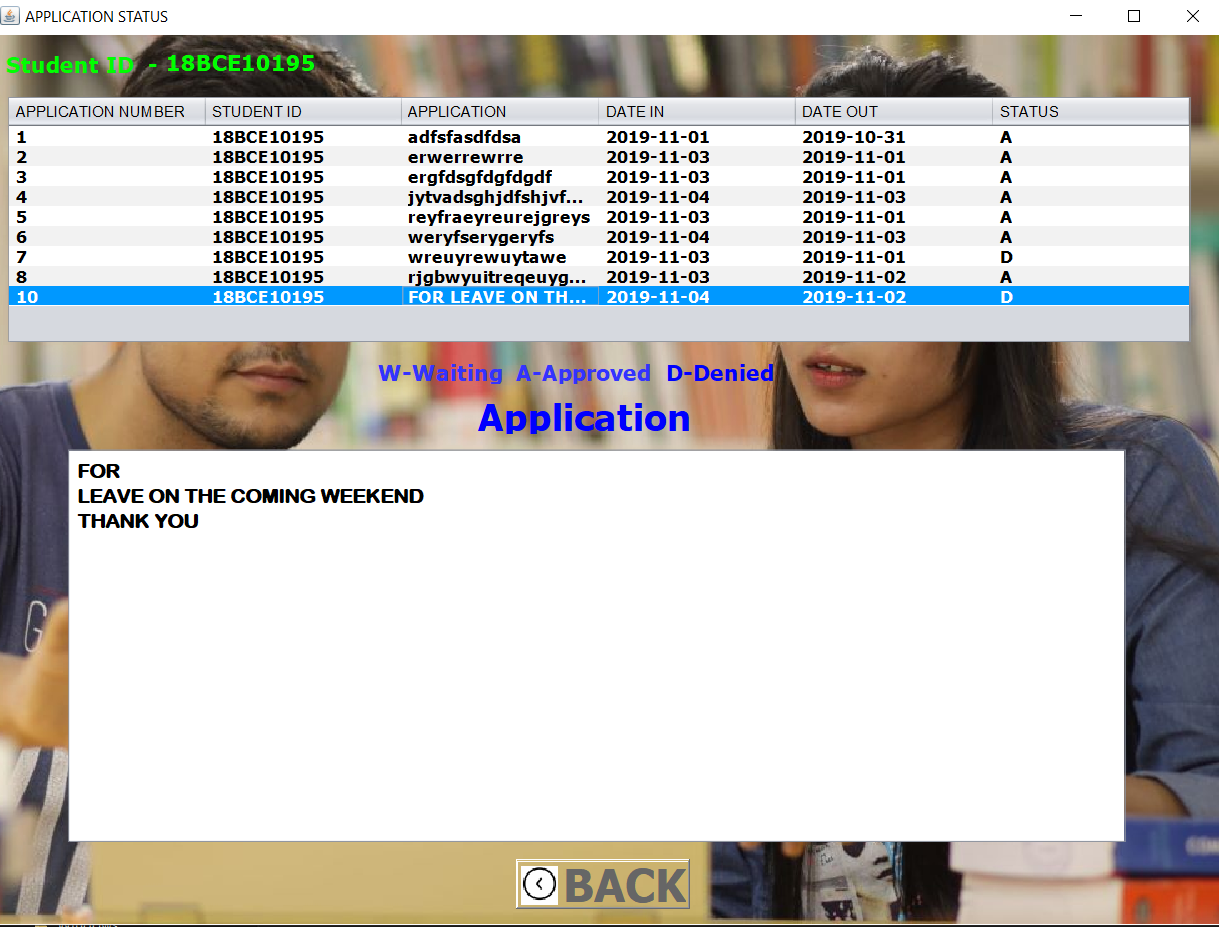 APPLICATION STATUS
Student ID - 18BCE10195
APPLICATION NUMBER STUDENT ID APPLICATION DATE IN DATE OUT STATUS
1 18BCE10195 adfsfasdfdsa 2019-11-01 2019-10-31 A
2 18BCE10195 erwerrewrre 2019-11-03 2019-11-01 A
3 18BCE10195 ergfdsgfdgfdgdf 2019-11-03 2019-11-01 A
4 18BCE10195 jytvadsghjdfshjvf... 2019-11-04 2019-11-03 A
5 18BCE10195 reyfraeyreurejgreys 2019-11-03 2019-11-01 A
6 18BCE10195 weryfserygeryfs 2019-11-04 2019-11-03 A
7 18BCE10195 wreuyrewuytawe 2019-11-03 2019-11-01 D
8 18BCE10195 rjgbwyuitreqeuyg... 2019-11-03 2019-11-02 A
10 18BCE10195 FOR LEAVE ON TH... 2019-11-04 2019-11-02 D
W-Waiting A-Approved D-Denied
Application
FOR
LEAVE ON THE COMING WEEKEND
THANK YOU
BACK